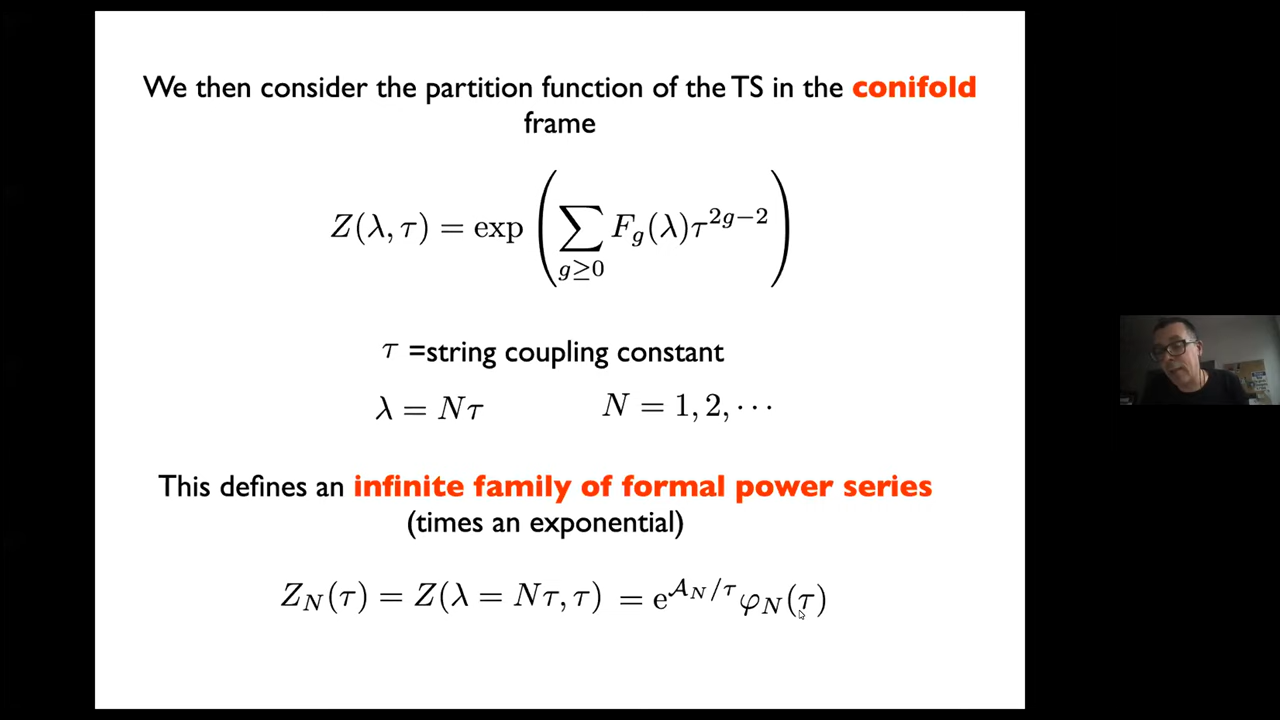 We then consider the partition function of the TS in the conifold
frame
Z(λ, τ) = exp ( ∑_{g≥0} F_g(λ)τ^{2g−2} )
τ =string coupling constant
λ = Nτ   N = 1, 2, ⋯
This defines an infinite family of formal power series
(times an exponential)
Z_N(τ) = Z(λ = Nτ, τ) = e^{𝒜_N/τ} φ_N(τ)